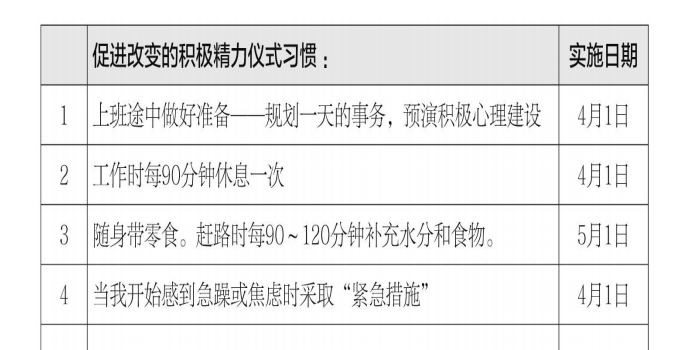 促进改变的积极精力仪式习惯： 实施日期
1 上班途中做好准备——规划一天的事务，预演积极心理建设 4月1日
2 工作时每90分钟休息一次 4月1日
3 随身带零食。赶路时每90～120分钟补充水分和食物。 5月1日
4 当我开始感到急躁或焦虑时采取“紧急措施” 4月1日